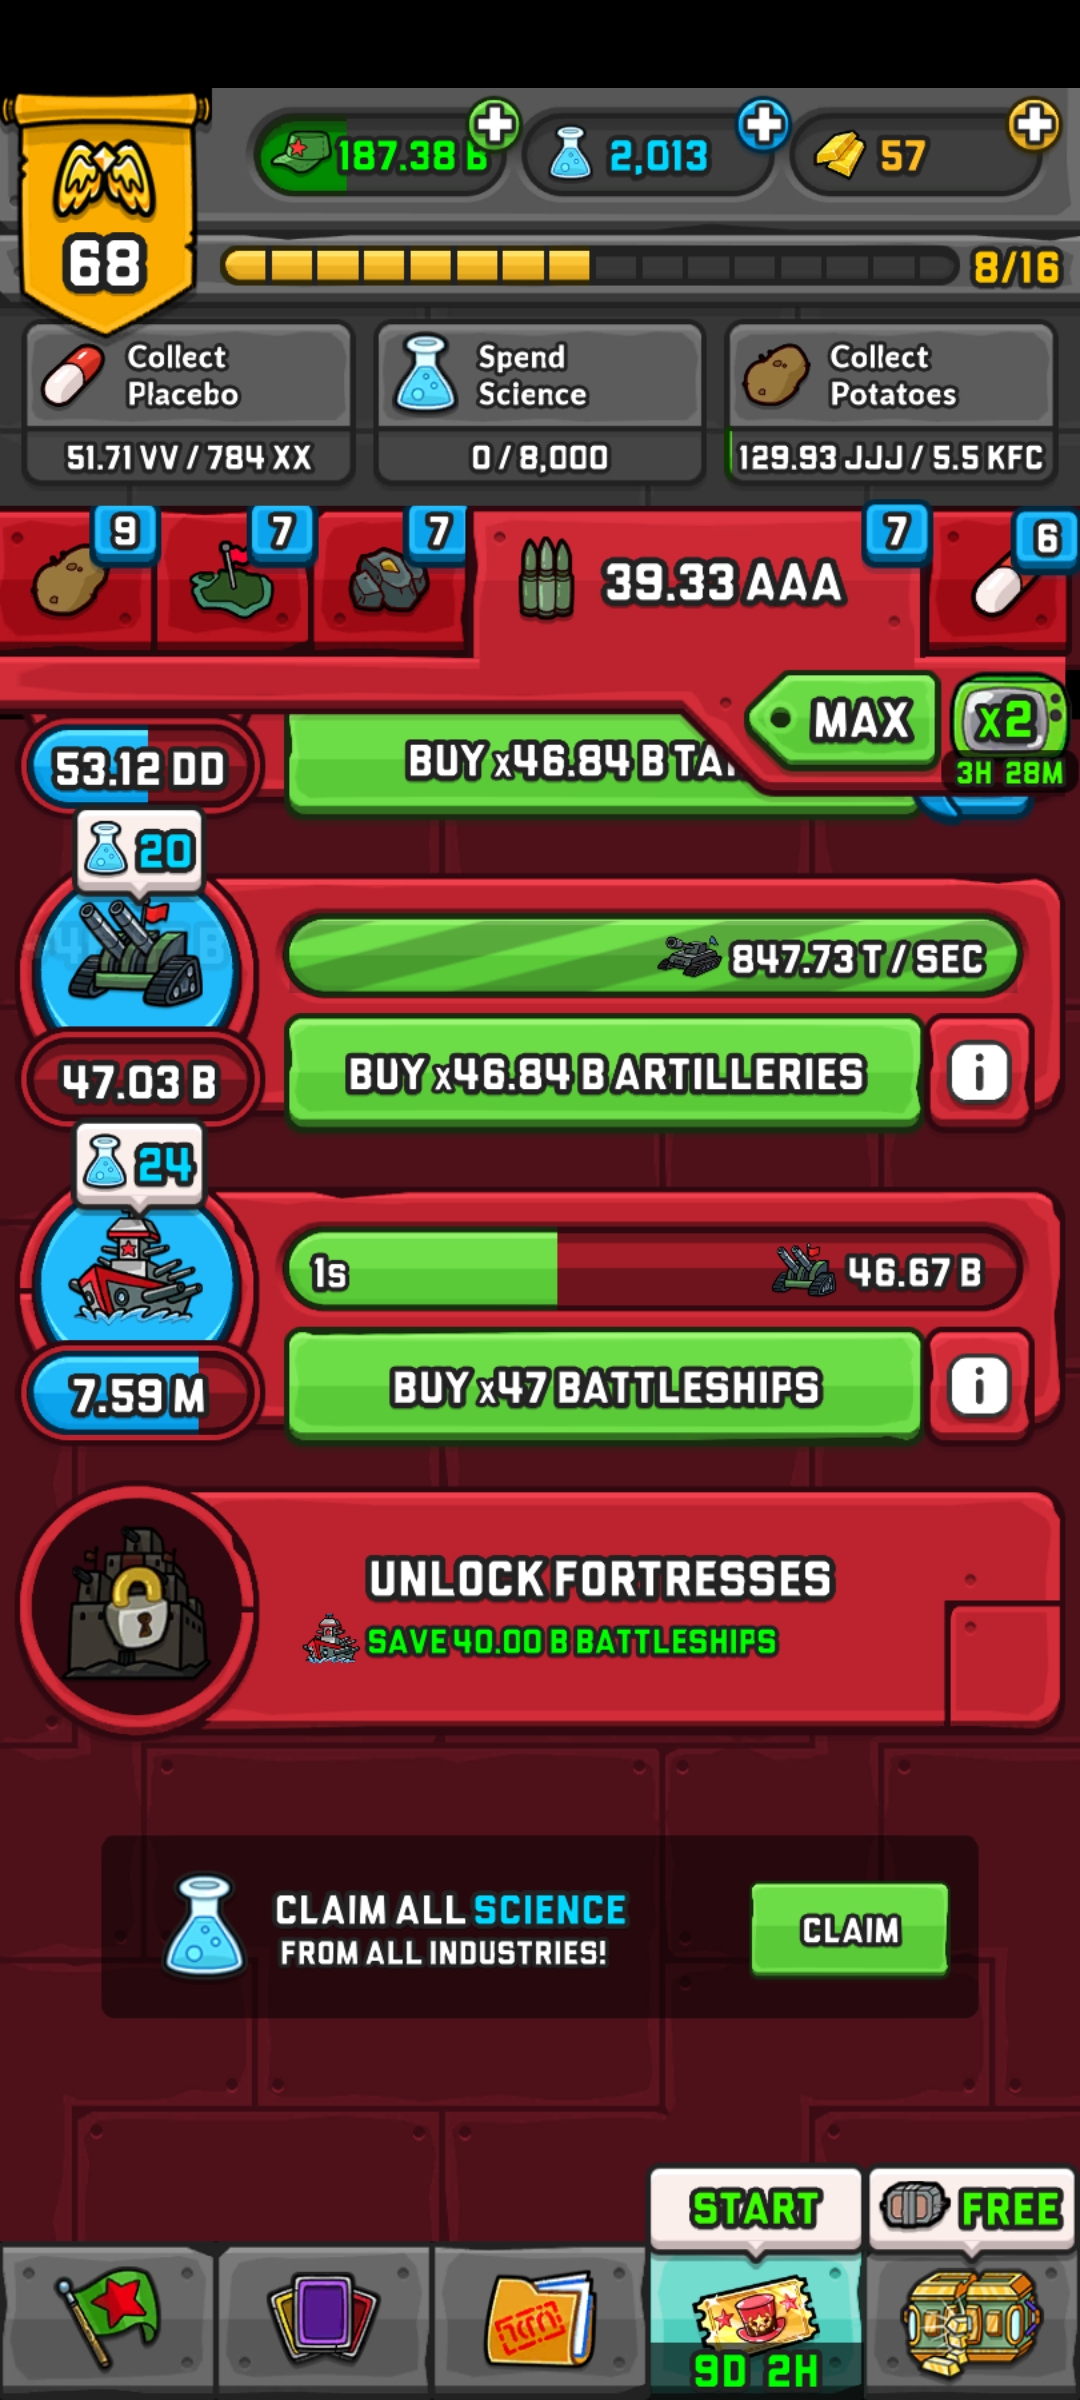 187.38 B
2,013
57
68
8/16
Collect
Placebo
51.71 VV / 784 XX
Spend
Science
0 / 8,000
Collect
Potatoes
129.93 JJJ / 5.5 KFC
9
7
7
39.33 AAA
7
6
MAX
x2
3H 28M
53.12 DD
BUY x46.84 B TA
20
847.73 T / SEC
47.03 B
BUY x46.84 B ARTILLERIES
i
24
1s
46.67 B
7.59 M
BUY x47 BATTLESHIPS
i
UNLOCK FORTRESSES
SAVE 40.00 B BATTLESHIPS
CLAIM ALL SCIENCE
FROM ALL INDUSTRIES!
CLAIM
START
FREE
9D 2H